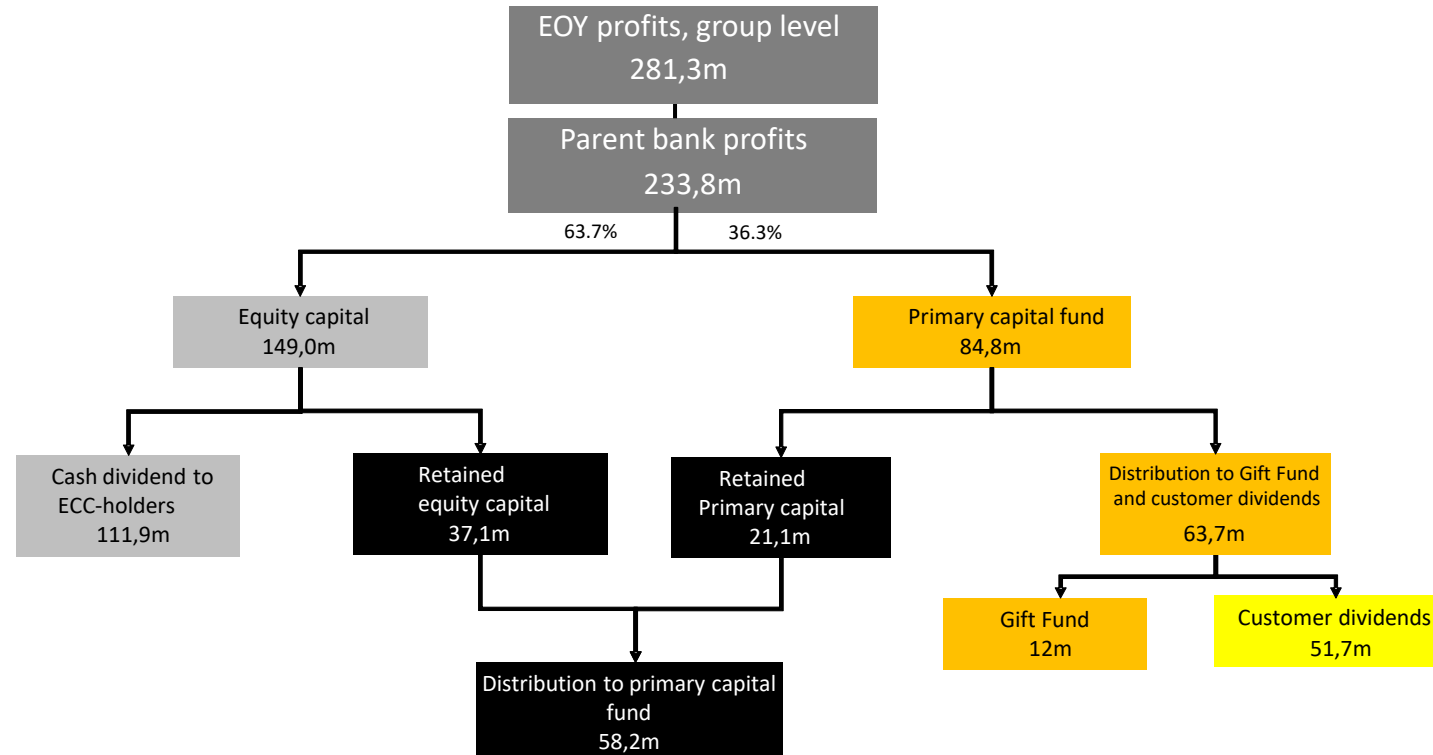 EOY profits, group level
281,3m
Parent bank profits
233,8m
63.7%
36.3%
Equity capital
149,0m
Primary capital fund
84,8m
Cash dividend to
ECC-holders
111,9m
Retained
equity capital
37,1m
Retained
Primary capital
21,1m
Distribution to Gift Fund
and customer dividends
63,7m
Gift Fund
12m
Customer dividends
51,7m
Distribution to primary capital
fund
58,2m